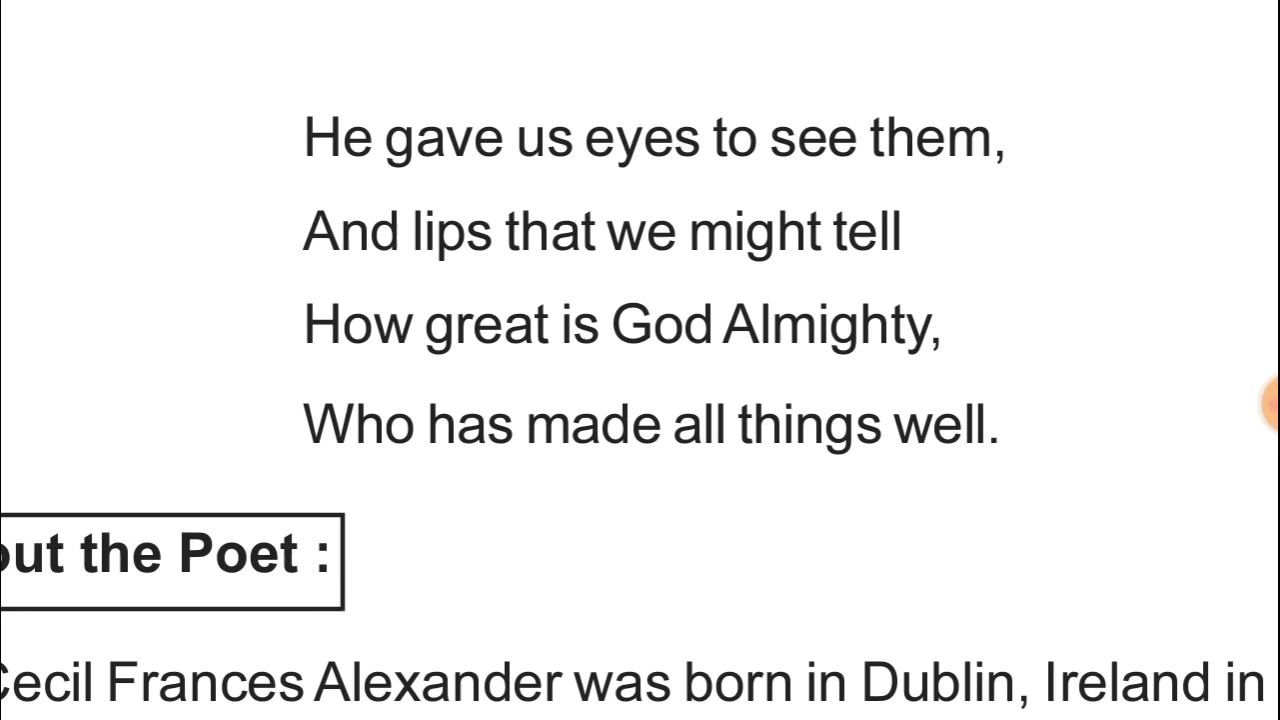 He gave us eyes to see them,
And lips that we might tell
How great is God Almighty,
Who has made all things well.
out the Poet :
Cecil Frances Alexander was born in Dublin, Ireland in